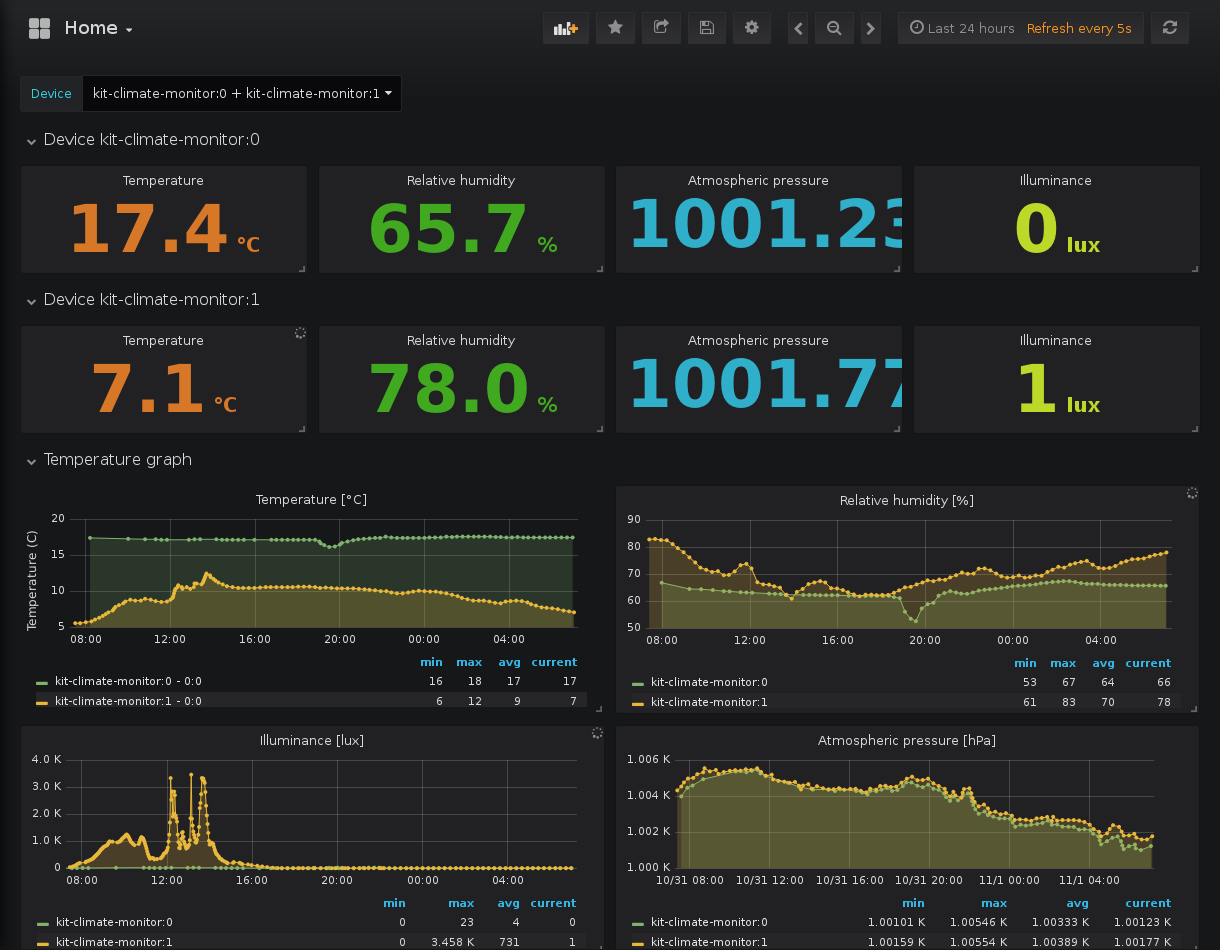 Home
Last 24 hours Refresh every 5s
Device kit-climate-monitor:0 + kit-climate-monitor:1
Device kit-climate-monitor:0
Temperature Relative humidity Atmospheric pressure Illuminance
17.4 °C 65.7 % 1001.23 0 lux
Device kit-climate-monitor:1
Temperature Relative humidity Atmospheric pressure Illuminance
7.1 °C 78.0 % 1001.77 1 lux
Temperature graph
Temperature [°C]
Temperature (C)
20
15
10
5
08:00 12:00 16:00 20:00 00:00 04:00
min max avg current
kit-climate-monitor:0 - 0:0 16 18 17 17
kit-climate-monitor:1 - 0:0 6 12 9 7
Relative humidity [%]
90
80
70
60
50
08:00 12:00 16:00 20:00 00:00 04:00
min max avg current
kit-climate-monitor:0 53 67 64 66
kit-climate-monitor:1 61 83 70 78
Illuminance [lux]
4.0 K
3.0 K
2.0 K
1.0 K
0
08:00 12:00 16:00 20:00 00:00 04:00
min max avg current
kit-climate-monitor:0 0 23 4 0
kit-climate-monitor:1 0 3.458 K 731 1
Atmospheric pressure [hPa]
1.006 K
1.004 K
1.002 K
1.000 K
10/31 08:00 10/31 12:00 10/31 16:00 10/31 20:00 11/1 00:00 11/1 04:00
min max avg current
kit-climate-monitor:0 1.00101 K 1.00546 K 1.00333 K 1.00123 K
kit-climate-monitor:1 1.00159 K 1.00554 K 1.00389 K 1.00177 K